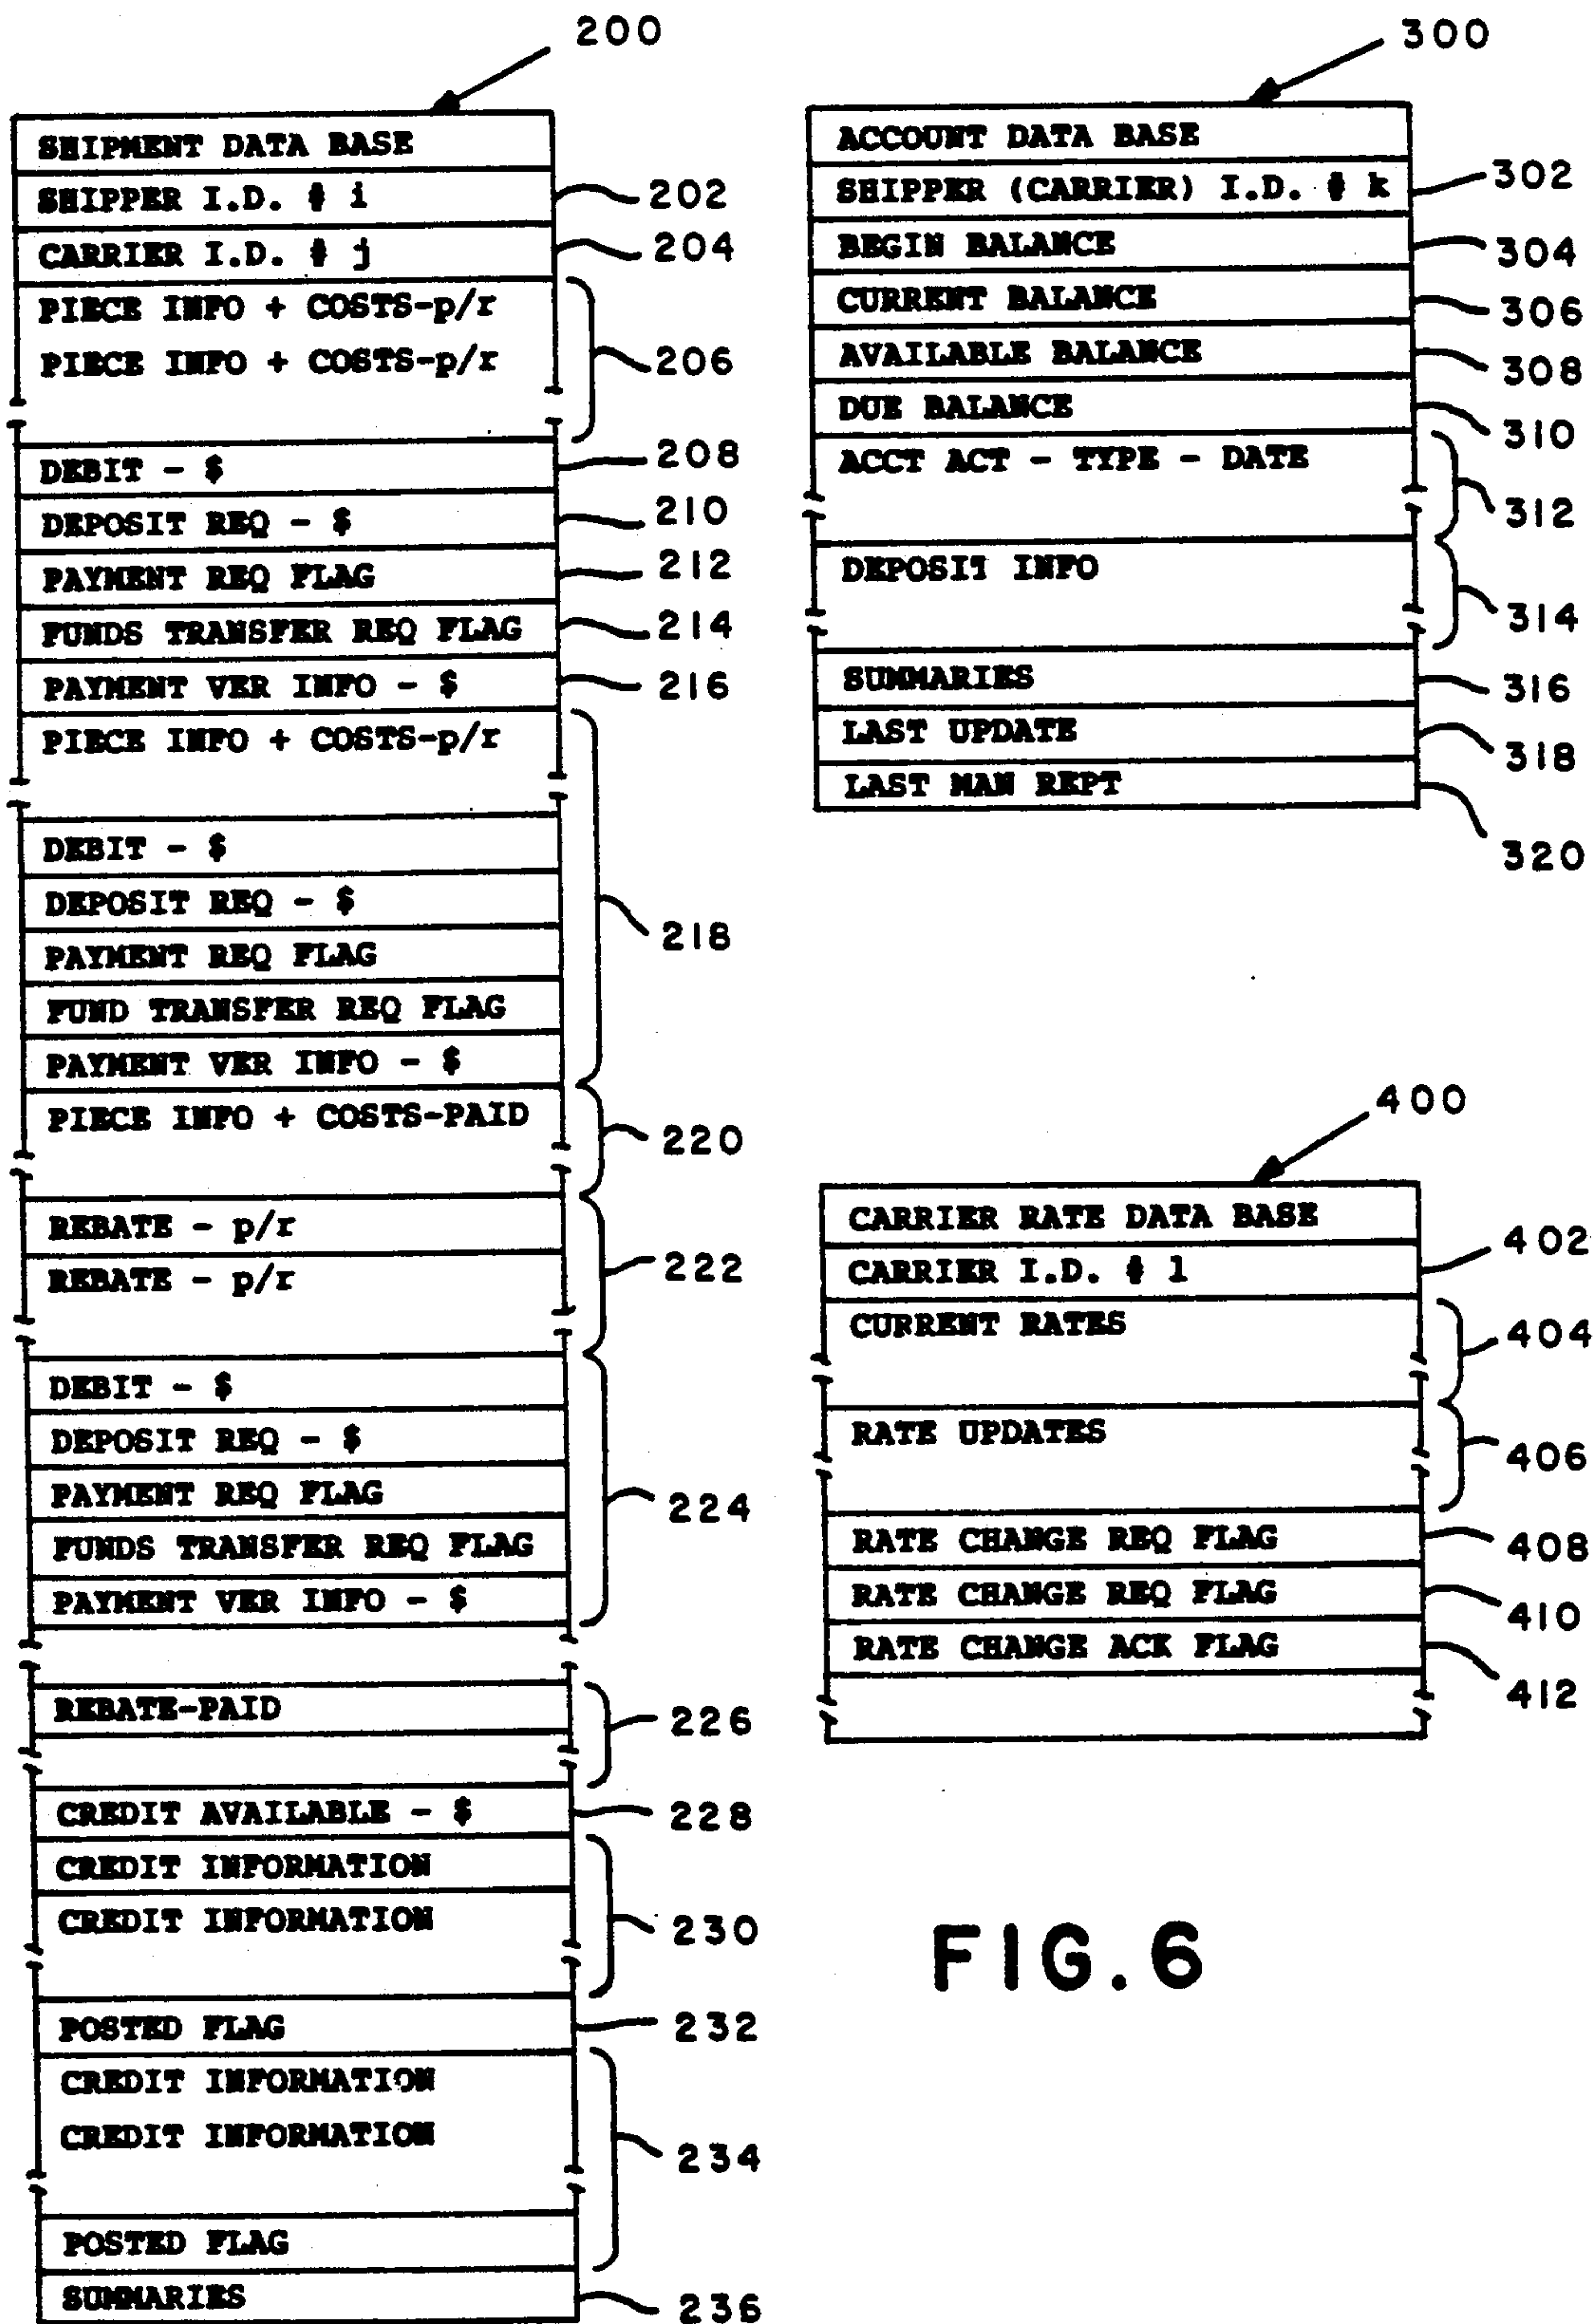 200
SHIPMENT DATA BASE
SHIPPER I.D. # i
202
CARRIER I.D. # j
204
PIECE INFO + COSTS-p/r
PIECE INFO + COSTS-p/r
206
DEBIT - $
208
DEPOSIT REQ - $
210
PAYMENT REQ FLAG
212
FUNDS TRANSFER REQ FLAG
214
PAYMENT VER INFO - $
216
PIECE INFO + COSTS-p/r
DEBIT - $
DEPOSIT REQ - $
218
PAYMENT REQ FLAG
FUND TRANSFER REQ FLAG
PAYMENT VER INFO - $
PIECE INFO + COSTS-PAID
220
REBATE - p/r
REBATE - p/r
222
DEBIT - $
DEPOSIT REQ - $
PAYMENT REQ FLAG
224
FUNDS TRANSFER REQ FLAG
PAYMENT VER INFO - $
REBATE-PAID
226
CREDIT AVAILABLE - $
228
CREDIT INFORMATION
CREDIT INFORMATION
230
POSTED FLAG
232
CREDIT INFORMATION
CREDIT INFORMATION
234
POSTED FLAG
SUMMARIES
236
300
ACCOUNT DATA BASE
SHIPPER (CARRIER) I.D. # k
302
BEGIN BALANCE
304
CURRENT BALANCE
306
AVAILABLE BALANCE
308
DUE BALANCE
310
ACCT ACT - TYPE - DATE
312
DEPOSIT INFO
314
SUMMARIES
316
LAST UPDATE
318
LAST MAN REPT
320
400
CARRIER RATE DATA BASE
CARRIER I.D. # l
402
CURRENT RATES
404
RATE UPDATES
406
RATE CHANGE REQ FLAG
408
RATE CHANGE REQ FLAG
410
RATE CHANGE ACK FLAG
412
FIG. 6